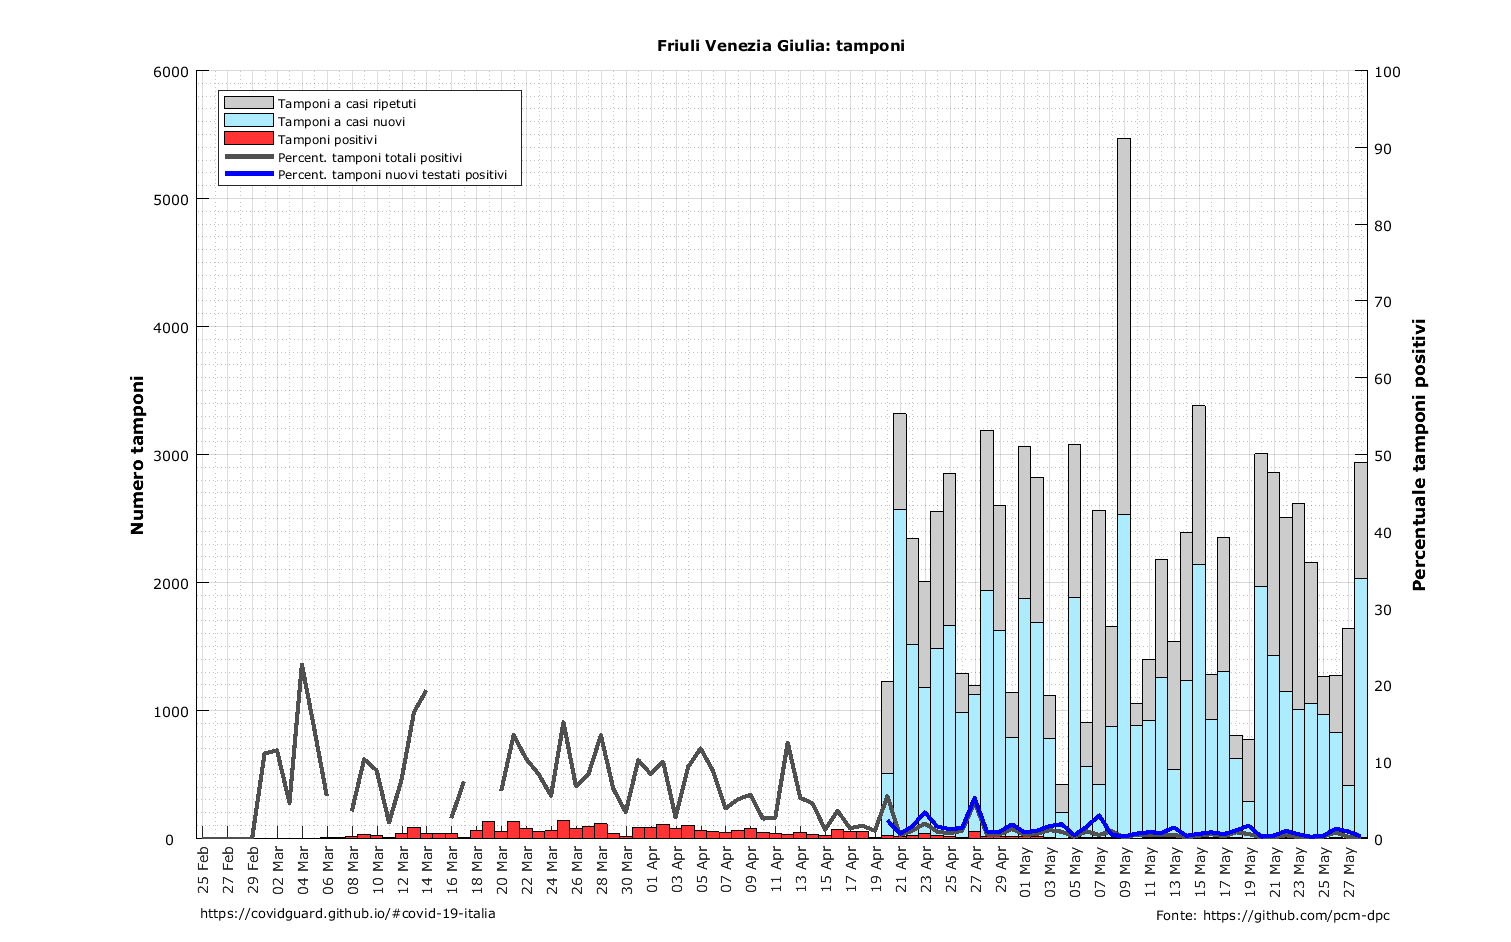 Friuli Venezia Giulia: tamponi
6000
5000
4000
3000
2000
1000
0
100
90
80
70
60
50
40
30
20
10
0
Tamponi a casi ripetuti
Tamponi a casi nuovi
Tamponi positivi
Percent. tamponi totali positivi
Percent. tamponi nuovi testati positivi
Numero tamponi
Percentuale tamponi positivi
25 Feb
27 Feb
29 Feb
02 Mar
04 Mar
06 Mar
08 Mar
10 Mar
12 Mar
14 Mar
16 Mar
18 Mar
20 Mar
22 Mar
24 Mar
26 Mar
28 Mar
30 Mar
01 Apr
03 Apr
05 Apr
07 Apr
09 Apr
11 Apr
13 Apr
15 Apr
17 Apr
19 Apr
21 Apr
23 Apr
25 Apr
27 Apr
29 Apr
01 May
03 May
05 May
07 May
09 May
11 May
13 May
15 May
17 May
19 May
21 May
23 May
25 May
27 May
https://covidguard.github.io/#covid-19-italia
Fonte: https://github.com/pcm-dpc